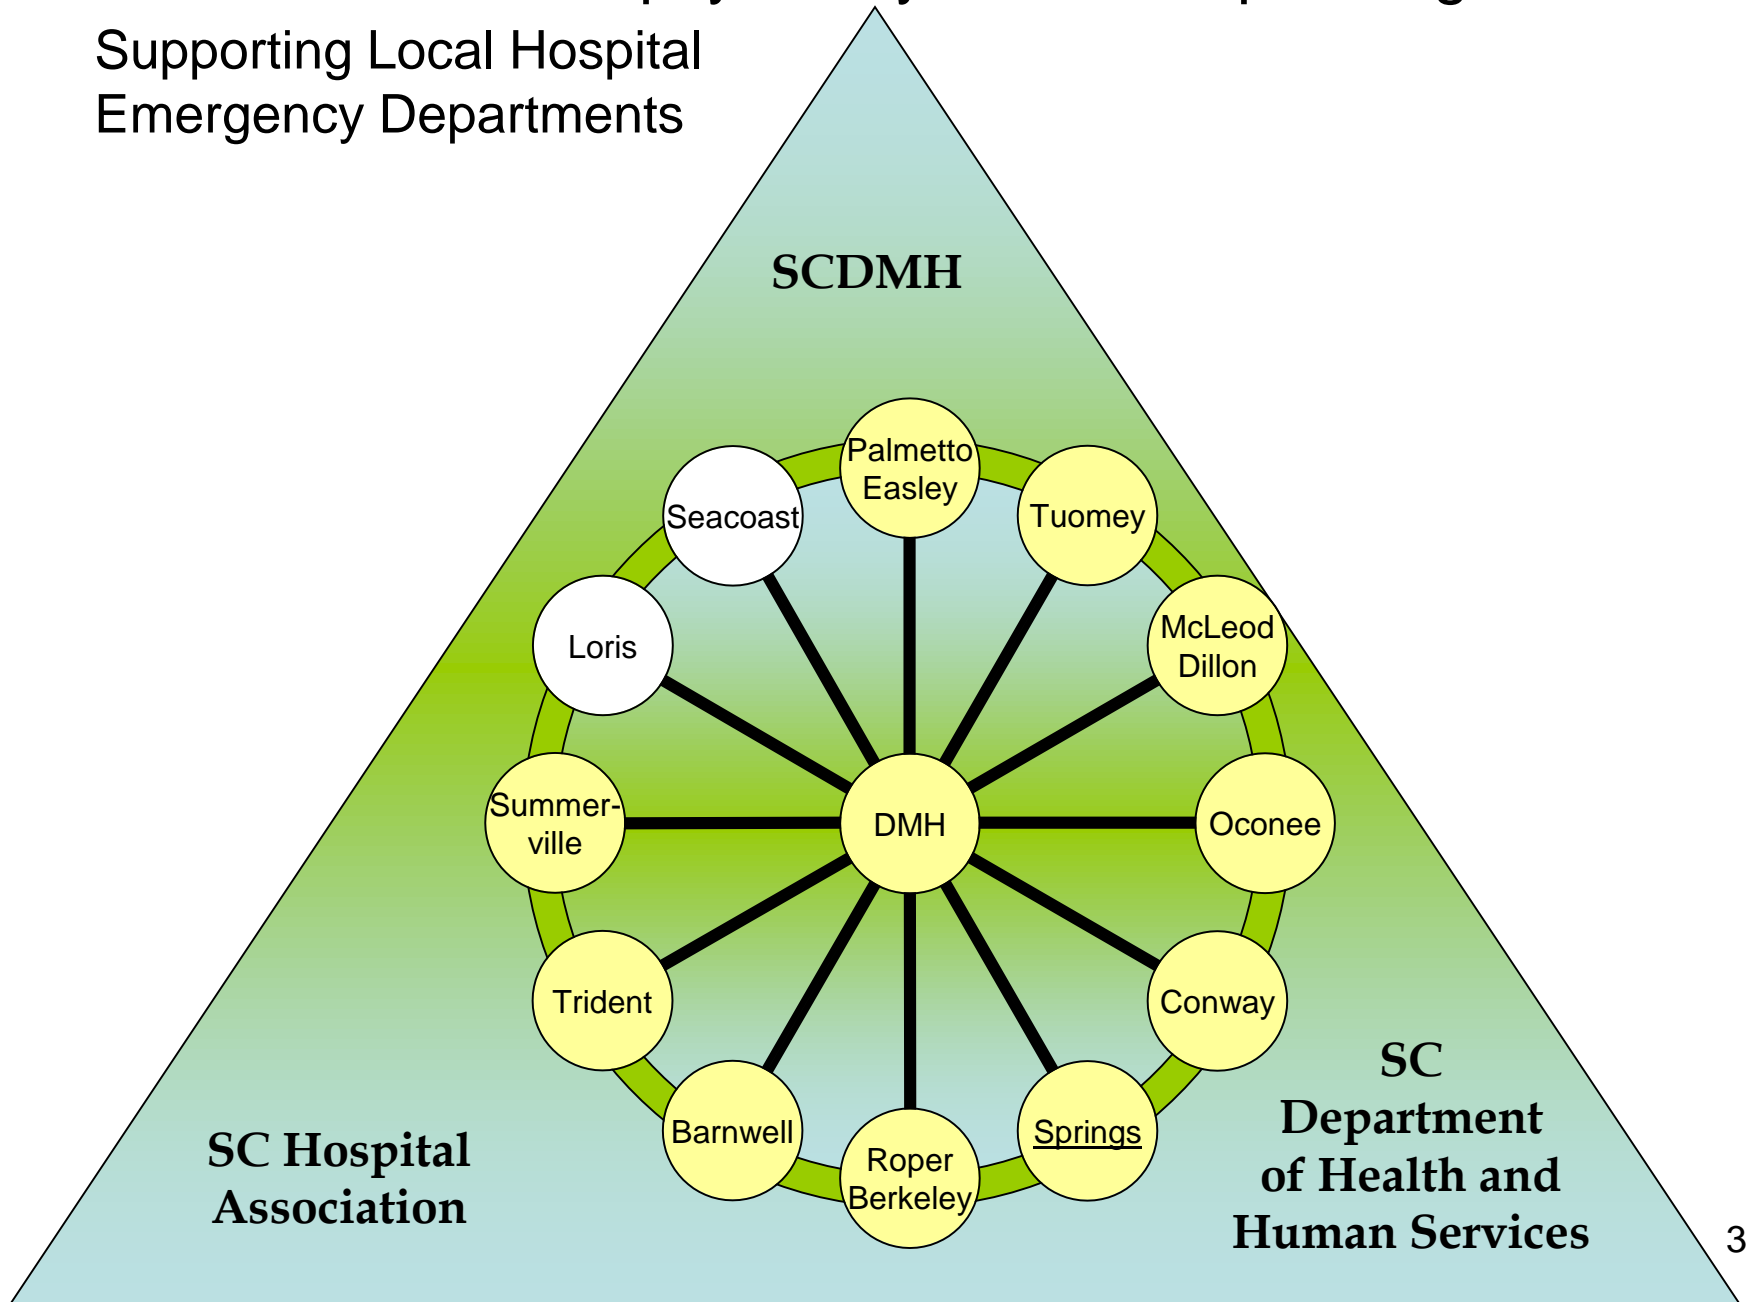 Supporting Local Hospital
Emergency Departments
SCDMH
Palmetto
Easley
Seacoast
Tuomey
McLeod
Dillon
Loris
Summer-
ville
DMH
Oconee
Trident
Conway
Barnwell
Springs
Roper
Berkeley
SC Hospital
Association
SC
Department
of Health and
Human Services
3